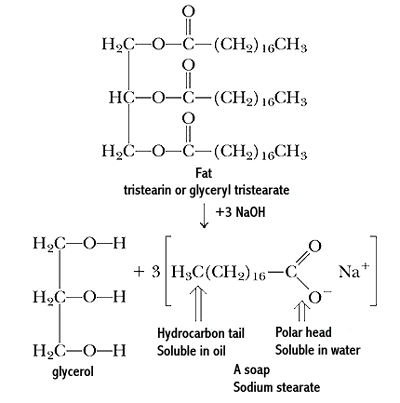 O
H₂C—O—C—(CH₂)₁₆CH₃
O
HC—O—C—(CH₂)₁₆CH₃
O
H₂C—O—C—(CH₂)₁₆CH₃
Fat
tristearin or glyceryl tristearate
+3 NaOH
H₂C—O—H
H₂C—O—H
H₂C—O—H
glycerol
+ 3
O
H₃C(CH₂)₁₆—C
O⁻
Na⁺
Hydrocarbon tail
Soluble in oil
Polar head
Soluble in water
A soap
Sodium stearate